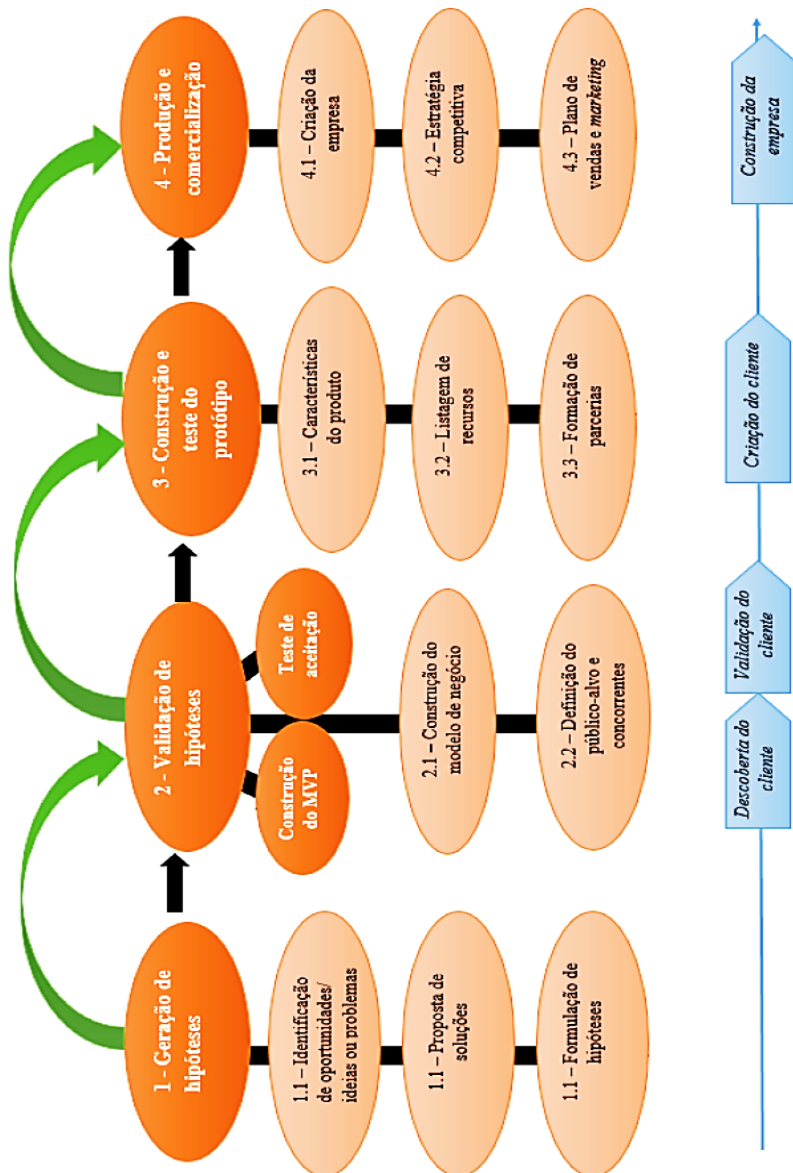 1 - Geração de
hipóteses
1.1 – Identificação
de oportunidades/
ideias ou problemas
1.1 – Proposta de
soluções
1.1 – Formulação de
hipóteses
2 - Validação de
hipóteses
Construção
do MVP
Teste de
aceitação
2.1 – Construção do
modelo de negócio
2.2 – Definição do
público-alvo e
concorrentes
3 - Construção e
teste do
protótipo
3.1 – Características
do produto
3.2 – Listagem de
recursos
3.3 – Formação de
parcerias
4 - Produção e
comercialização
4.1 – Criação da
empresa
4.2 – Estratégia
competitiva
4.3 – Plano de
vendas e marketing
Descoberta do
cliente
Validação do
cliente
Criação do cliente
Construção da
empresa